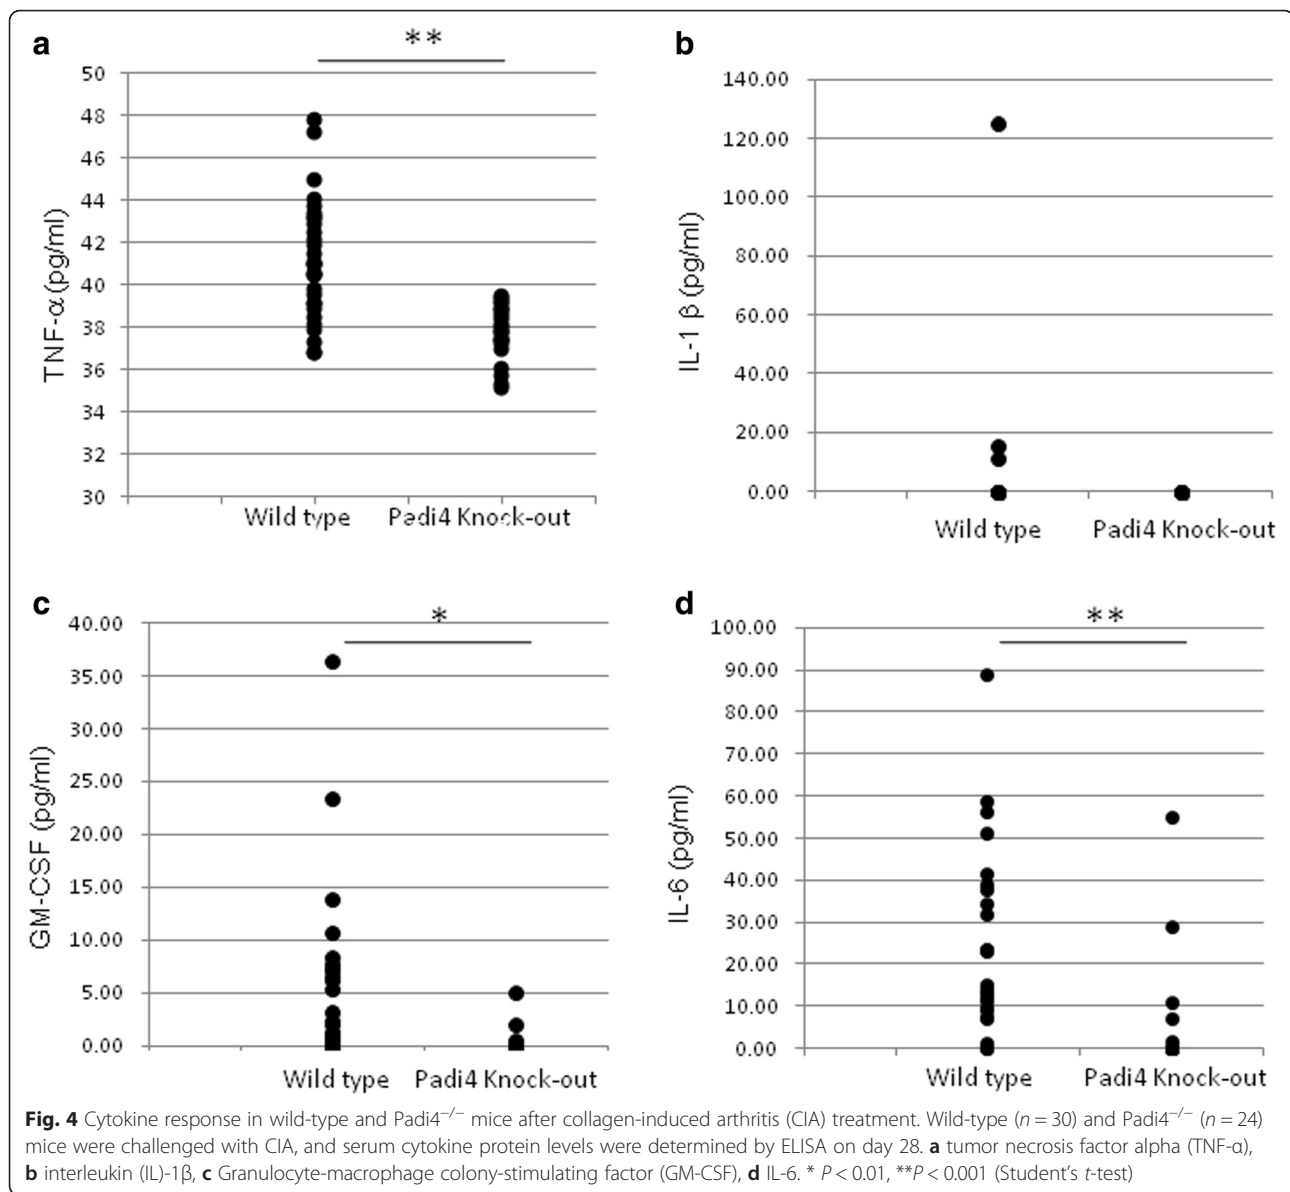 a
**
50
48
46
44
42
40
38
36
34
32
30
TNF-α (pg/ml)
Wild type
Padi4 Knock-out
b
140.00
120.00
100.00
80.00
60.00
40.00
20.00
0.00
IL-1 β (pg/ml)
Wild type
Padi4 Knock-out
c
*
40.00
35.00
30.00
25.00
20.00
15.00
10.00
5.00
0.00
GM-CSF (pg/ml)
Wild type
Padi4 Knock-out
d
**
100.00
90.00
80.00
70.00
60.00
50.00
40.00
30.00
20.00
10.00
0.00
IL-6 (pg/ml)
Wild type
Padi4 Knock-out
Fig. 4 Cytokine response in wild-type and Padi4⁻/⁻ mice after collagen-induced arthritis (CIA) treatment. Wild-type (n = 30) and Padi4⁻/⁻ (n = 24)
mice were challenged with CIA, and serum cytokine protein levels were determined by ELISA on day 28. a tumor necrosis factor alpha (TNF-α),
b interleukin (IL)-1β, c Granulocyte-macrophage colony-stimulating factor (GM-CSF), d IL-6. * P < 0.01, **P < 0.001 (Student's t-test)